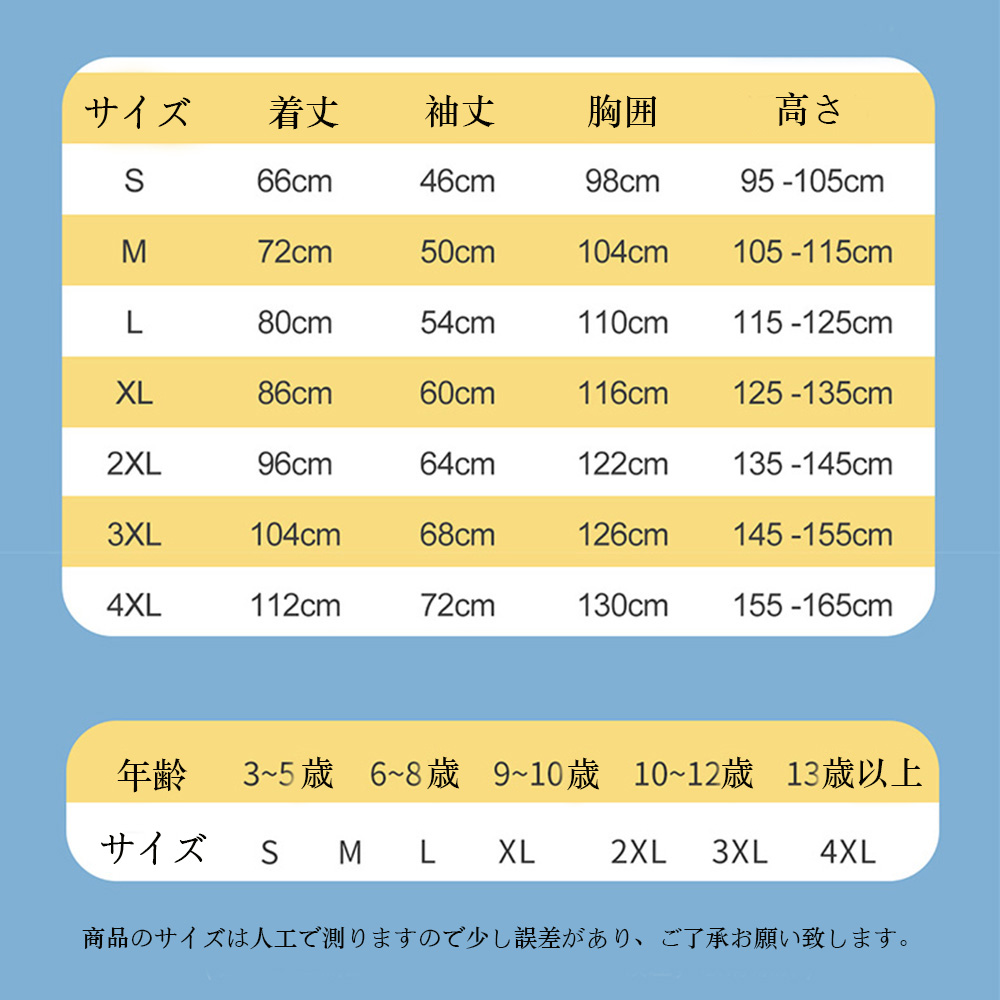 サイズ 着丈 袖丈 胸囲 高さ
S 66cm 46cm 98cm 95 -105cm
M 72cm 50cm 104cm 105 -115cm
L 80cm 54cm 110cm 115 -125cm
XL 86cm 60cm 116cm 125 -135cm
2XL 96cm 64cm 122cm 135 -145cm
3XL 104cm 68cm 126cm 145 -155cm
4XL 112cm 72cm 130cm 155 -165cm
年齢 3~5歳 6~8歳 9~10歳 10~12歳 13歳以上
サイズ S M L XL 2XL 3XL 4XL
商品のサイズは人工で測りますので少し誤差があり、ご了承お願い致します。